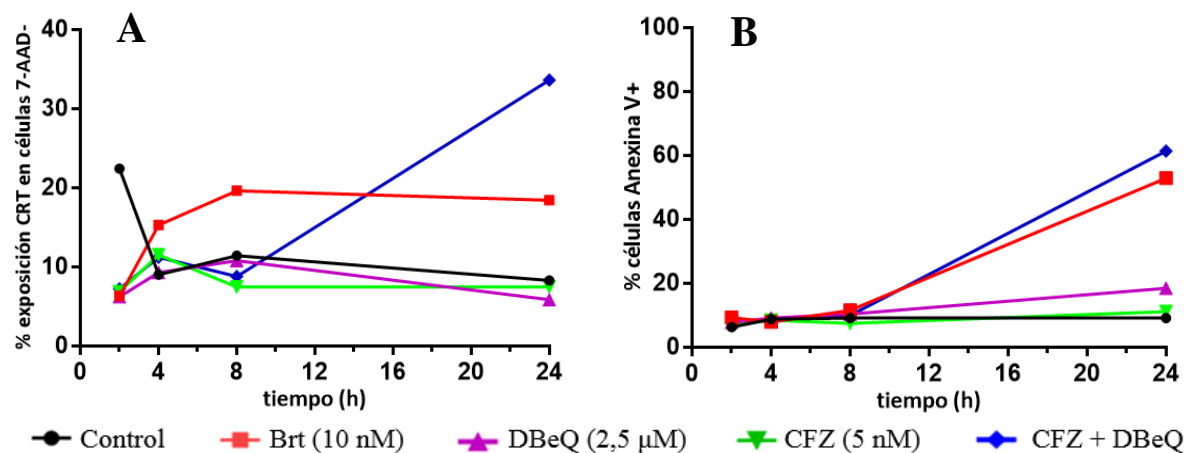 A
B
% exposición CRT en células 7-AAD-
40
30
20
10
0
0 4 8 12 16 20 24
tiempo (h)
% células Anexina V+
100
80
60
40
20
0
0 4 8 12 16 20 24
tiempo (h)
Control Brt (10 nM) DBeQ (2,5 µM) CFZ (5 nM) CFZ + DBeQ